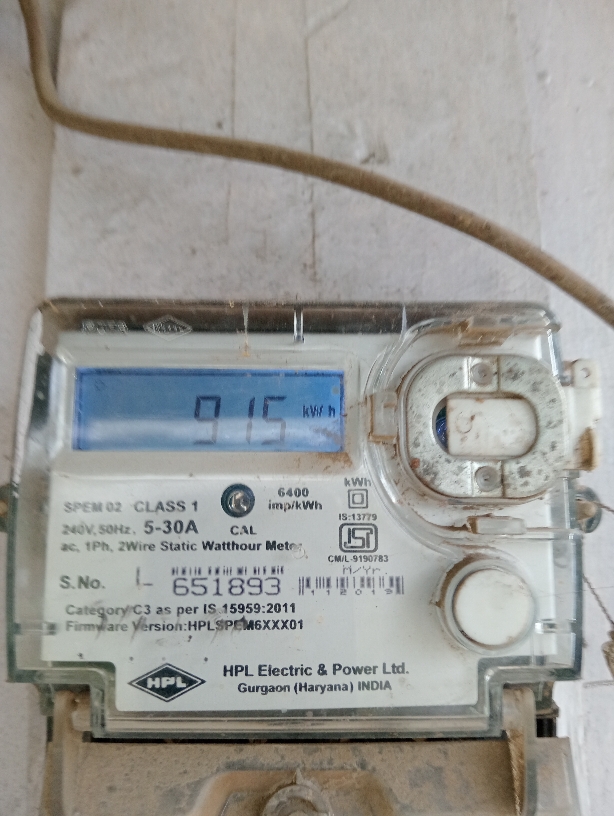 915 kWh
SPEM 02 CLASS 1
6400
imp/kWh
kWh
IS:13779
240V, 50Hz, 5-30A
CAL
ac, 1Ph, 2Wire Static Watthour Meter
CM/L-9190783
S.No. L- 651893
M/Yr.
112019
Category C3 as per IS 15959:2011
Firmware Version:HPLSPEM6XXX01
HPL
HPL Electric & Power Ltd.
Gurgaon (Haryana) INDIA